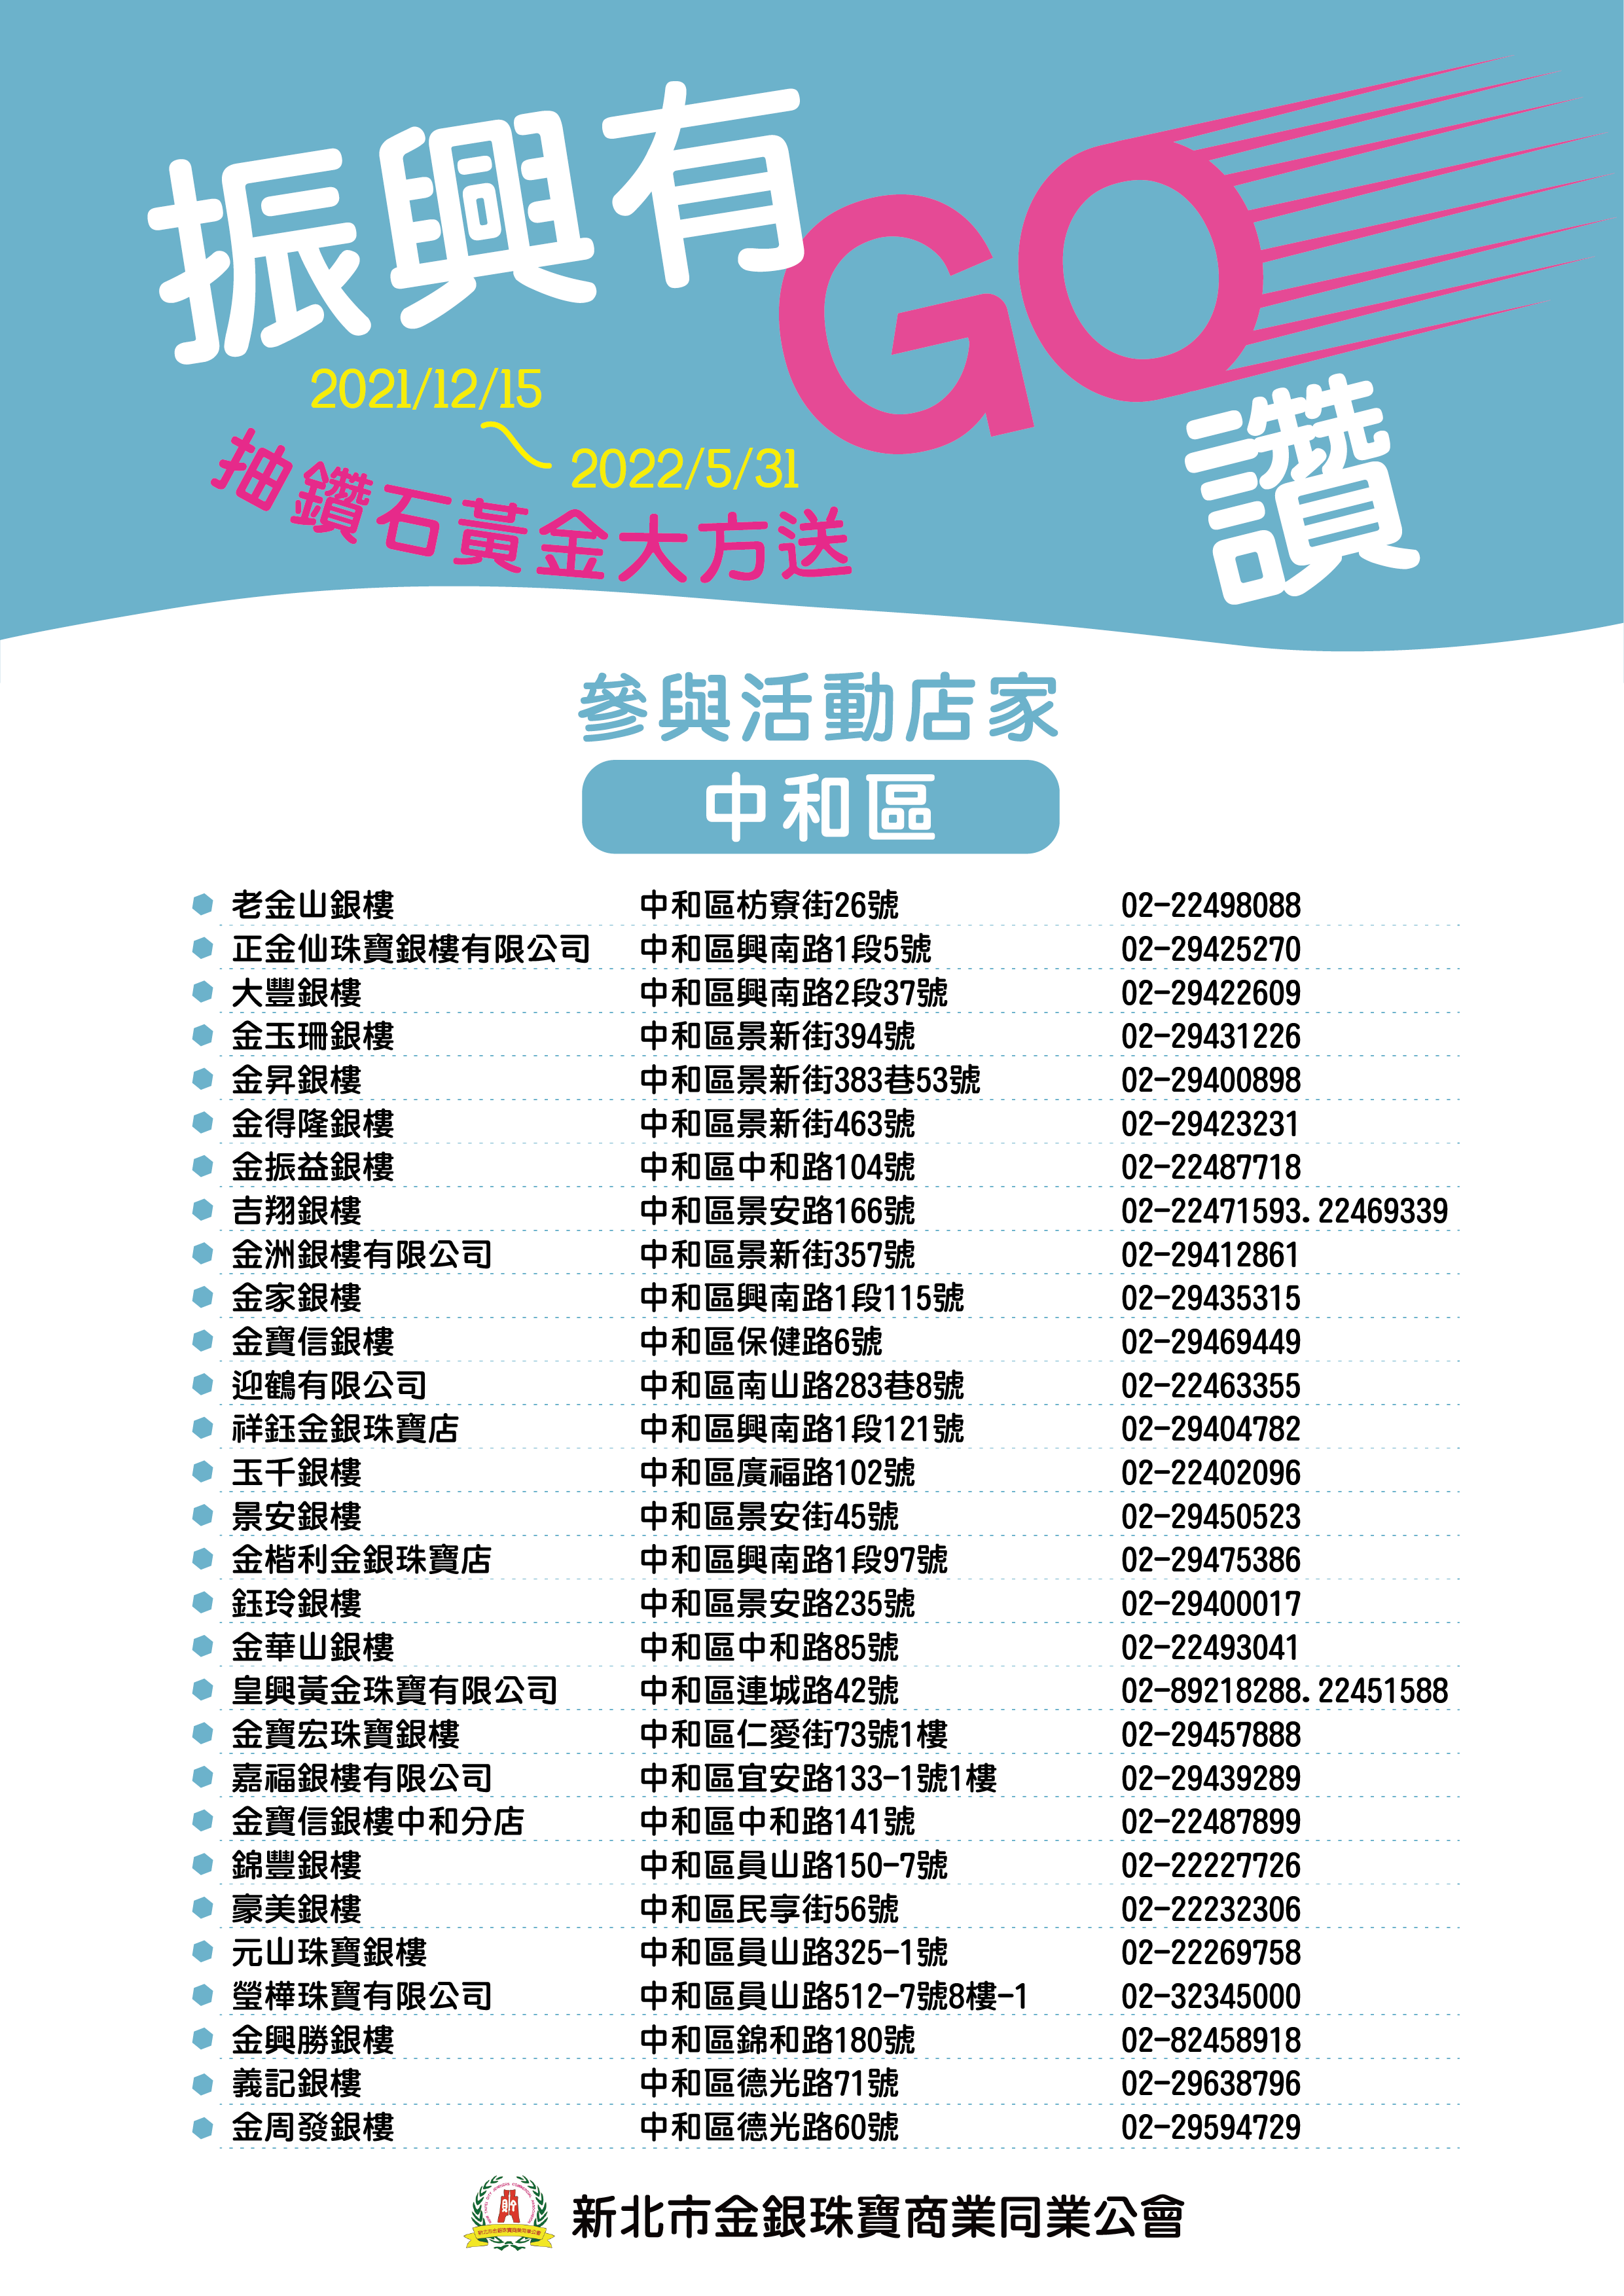 振興有GO讚
2021/12/15
2022/5/31
抽鑽石黃金大方送
參與活動店家
中和區
老金山銀樓 中和區枋寮街26號 02-22498088
正金仙珠寶銀樓有限公司 中和區興南路1段5號 02-29425270
大豐銀樓 中和區興南路2段37號 02-29422609
金玉珊銀樓 中和區景新街394號 02-29431226
金昇銀樓 中和區景新街383巷53號 02-29400898
金得隆銀樓 中和區景新街463號 02-29423231
金振益銀樓 中和區中和路104號 02-22487718
吉翔銀樓 中和區景安路166號 02-22471593.22469339
金洲銀樓有限公司 中和區景新街357號 02-29412861
金家銀樓 中和區興南路1段115號 02-29435315
金寶信銀樓 中和區保健路6號 02-29469449
迎鶴有限公司 中和區南山路283巷8號 02-22463355
祥鈺金銀珠寶店 中和區興南路1段121號 02-29404782
玉千銀樓 中和區廣福路102號 02-22402096
景安銀樓 中和區景安街45號 02-29450523
金楷利金銀珠寶店 中和區興南路1段97號 02-29475386
鈺玲銀樓 中和區景安路235號 02-29400017
金華山銀樓 中和區中和路85號 02-22493041
皇興黃金珠寶有限公司 中和區連城路42號 02-89218288.22451588
金寶宏珠寶銀樓 中和區仁愛街73號1樓 02-29457888
嘉福銀樓有限公司 中和區宜安路133-1號1樓 02-29439289
金寶信銀樓中和分店 中和區中和路141號 02-22487899
錦豐銀樓 中和區員山路150-7號 02-22227726
豪美銀樓 中和區民享街56號 02-22232306
元山珠寶銀樓 中和區員山路325-1號 02-22269758
瑩樺珠寶有限公司 中和區員山路512-7號8樓-1 02-32345000
金興勝銀樓 中和區錦和路180號 02-82458918
義記銀樓 中和區德光路71號 02-29638796
金周發銀樓 中和區德光路60號 02-29594729
新北市金銀珠寶商業同業公會
新北市金銀珠寶商業同業公會